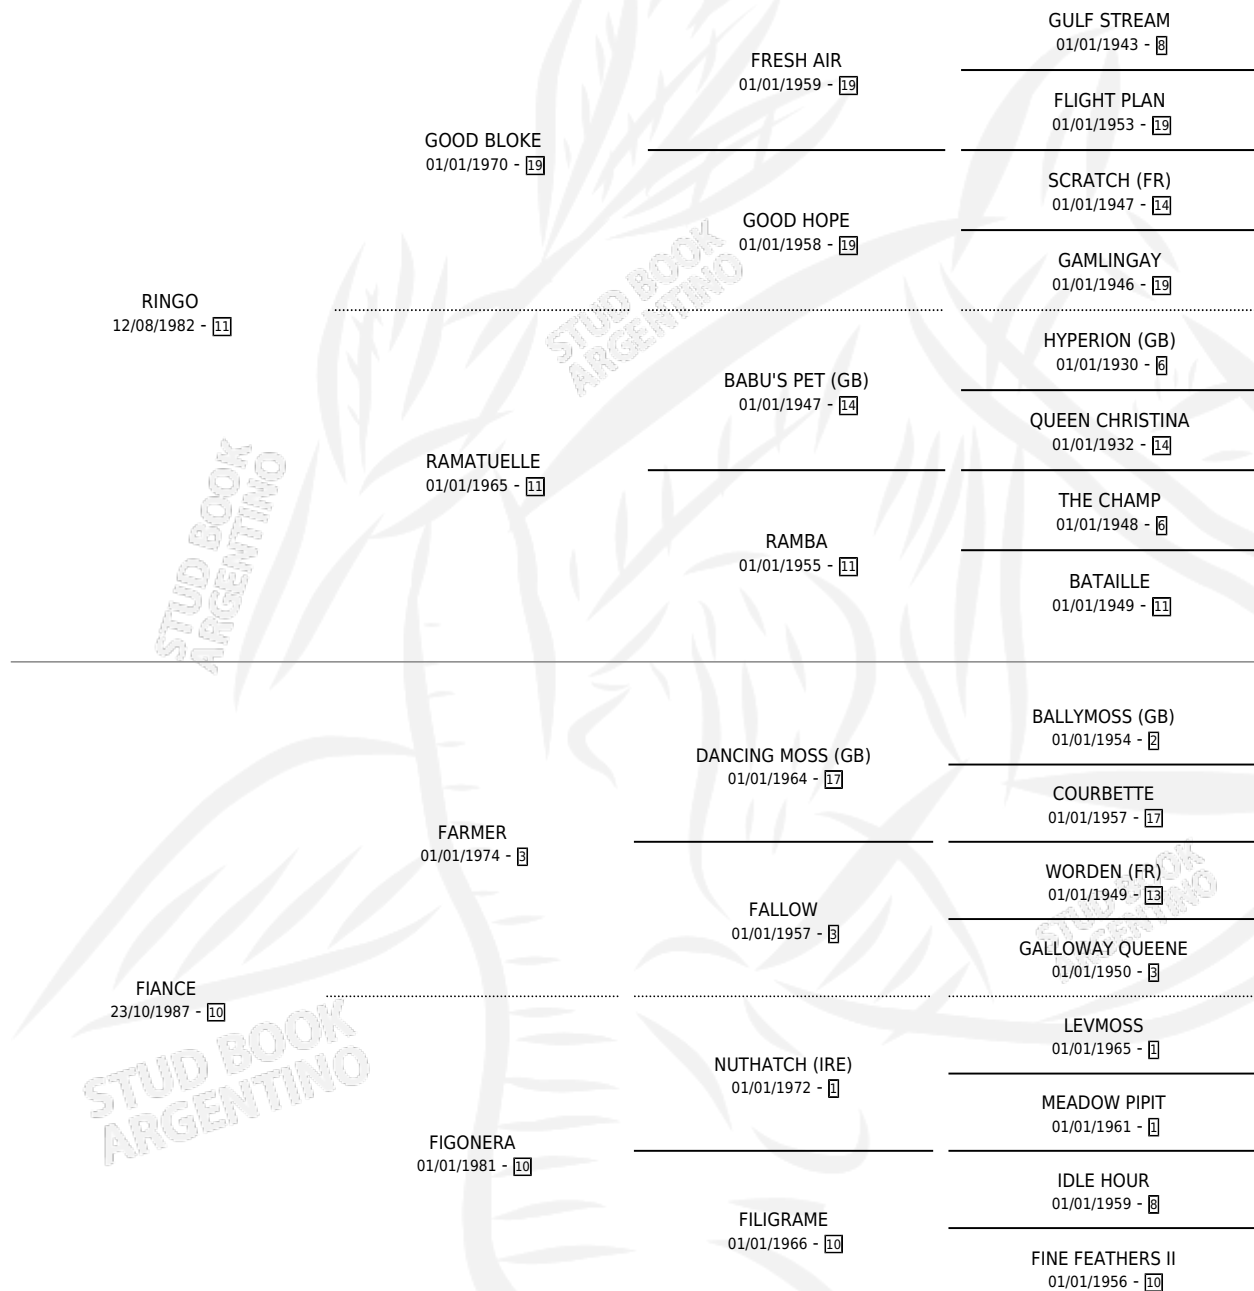 GULF STREAM
01/01/1943 - 8
FRESH AIR
01/01/1959 - 19
FLIGHT PLAN
01/01/1953 - 19
GOOD BLOKE
01/01/1970 - 19
SCRATCH (FR)
01/01/1947 - 14
GOOD HOPE
01/01/1958 - 19
GAMLINGAY
01/01/1946 - 19
RINGO
12/08/1982 - 11
HYPERION (GB)
01/01/1930 - 6
BABU'S PET (GB)
01/01/1947 - 14
QUEEN CHRISTINA
01/01/1932 - 14
RAMATUELLE
01/01/1965 - 11
THE CHAMP
01/01/1948 - 6
RAMBA
01/01/1955 - 11
BATAILLE
01/01/1949 - 11
STUD BOOK
ARGENTINO
STUD BOOK
ARGENTINO
BALLYMOSS (GB)
01/01/1954 - 2
DANCING MOSS (GB)
01/01/1964 - 17
COURBETTE
01/01/1957 - 17
FARMER
01/01/1974 - 3
WORDEN (FR)
01/01/1949 - 13
FALLOW
01/01/1957 - 3
GALLOWAY QUEENE
01/01/1950 - 3
FIANCE
23/10/1987 - 10
LEVMOSS
01/01/1965 - 1
NUTHATCH (IRE)
01/01/1972 - 1
MEADOW PIPIT
01/01/1961 - 1
FIGONERA
01/01/1981 - 10
IDLE HOUR
01/01/1959 - 8
FILIGRAME
01/01/1966 - 10
FINE FEATHERS II
01/01/1956 - 10
STUD BOOK
ARGENTINO
STUD BOOK
ARGENTINO